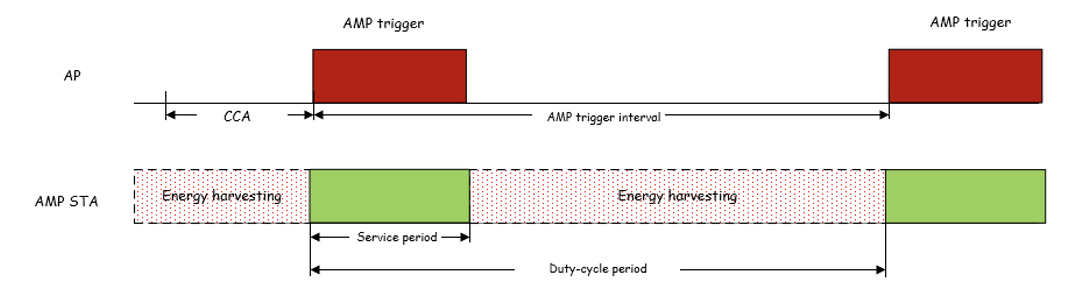 AMP trigger
AMP trigger
AP
CCA
AMP trigger interval
AMP STA
Energy harvesting
Energy harvesting
Service period
Duty-cycle period